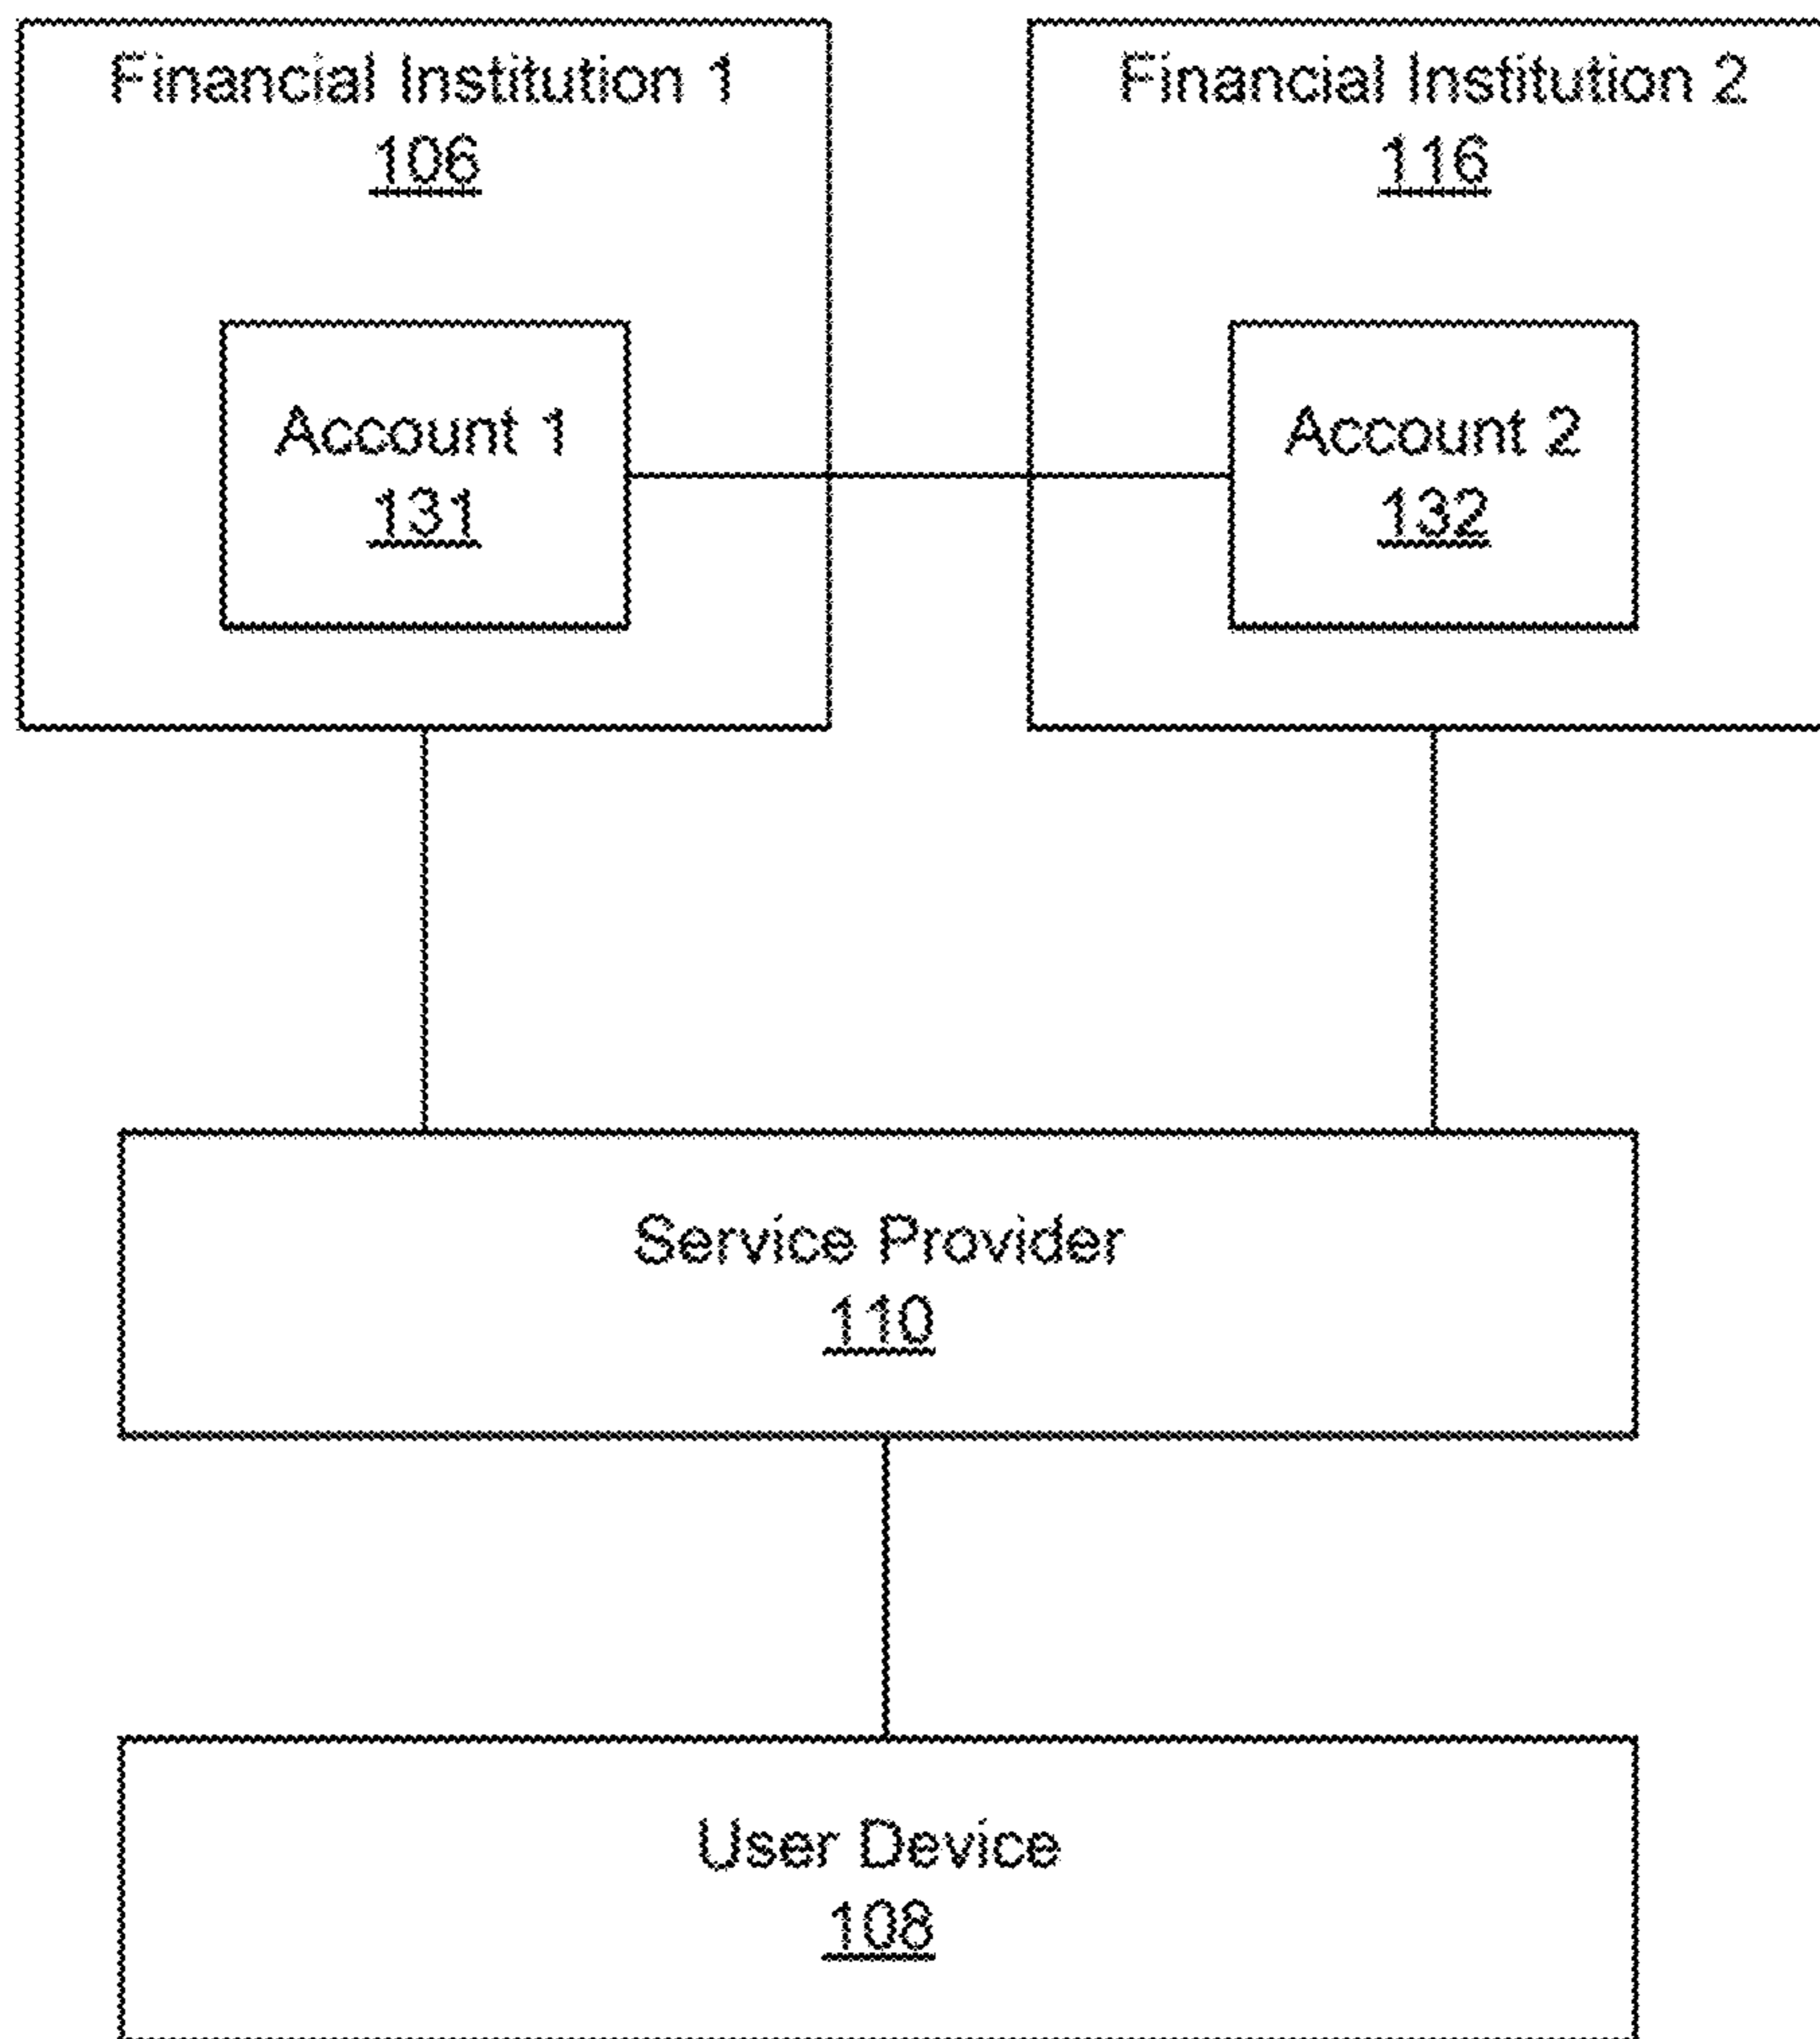 Financial Institution 1
106
Financial Institution 2
116
Account 1
131
Account 2
132
Service Provider
110
User Device
108